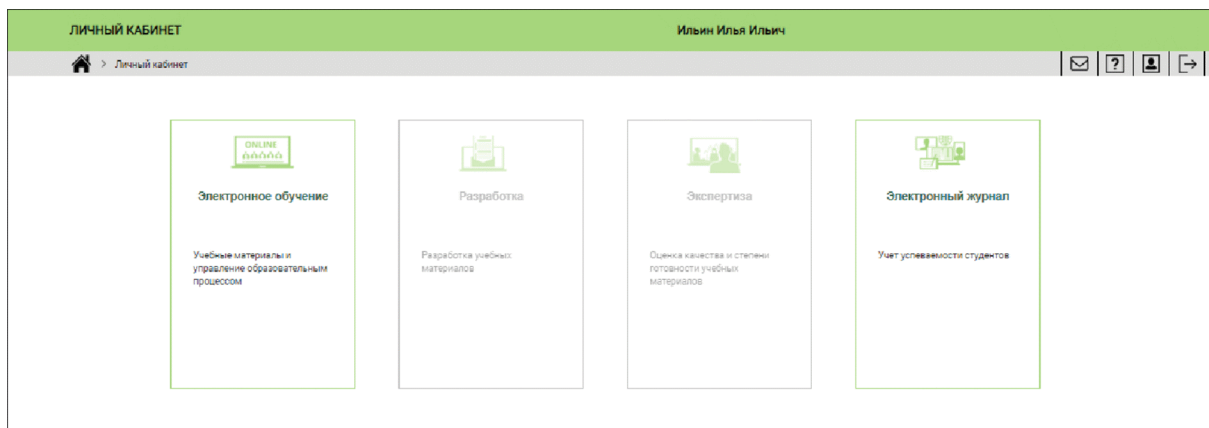 ЛИЧНЫЙ КАБИНЕТ
Ильин Илья Ильич
> Личный кабинет
ONLINE
Электронное обучение
Учебные материалы и
управление образовательным
процессом
Разработка
Разработка учебных
материалов
Экспертиза
Оценка качества и степени
готовности учебных
материалов
Электронный журнал
Учет успеваемости студентов